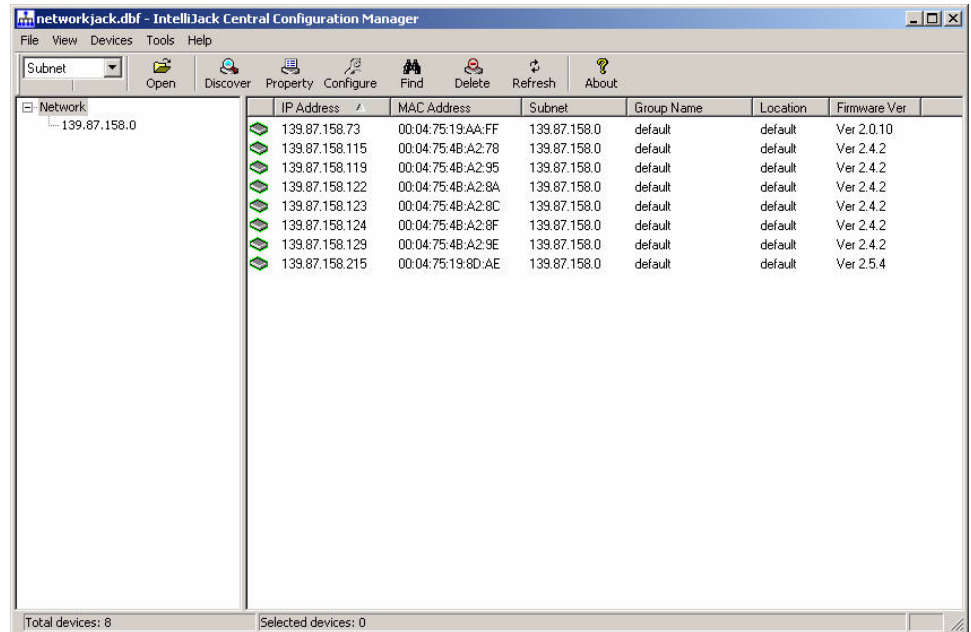 networkjack.dbf - IntelliJack Central Configuration Manager
File View Devices Tools Help
Subnet Open Discover Property Configure Find Delete Refresh About
Network
139.87.158.0
IP Address MAC Address Subnet Group Name Location Firmware Ver
139.87.158.73 00:04:75:19:AA:FF 139.87.158.0 default default Ver 2.0.10
139.87.158.115 00:04:75:4B:A2:78 139.87.158.0 default default Ver 2.4.2
139.87.158.119 00:04:75:4B:A2:95 139.87.158.0 default default Ver 2.4.2
139.87.158.122 00:04:75:4B:A2:8A 139.87.158.0 default default Ver 2.4.2
139.87.158.123 00:04:75:4B:A2:8C 139.87.158.0 default default Ver 2.4.2
139.87.158.124 00:04:75:4B:A2:8F 139.87.158.0 default default Ver 2.4.2
139.87.158.129 00:04:75:4B:A2:9E 139.87.158.0 default default Ver 2.4.2
139.87.158.215 00:04:75:19:8D:AE 139.87.158.0 default default Ver 2.5.4
Total devices: 8 Selected devices: 0